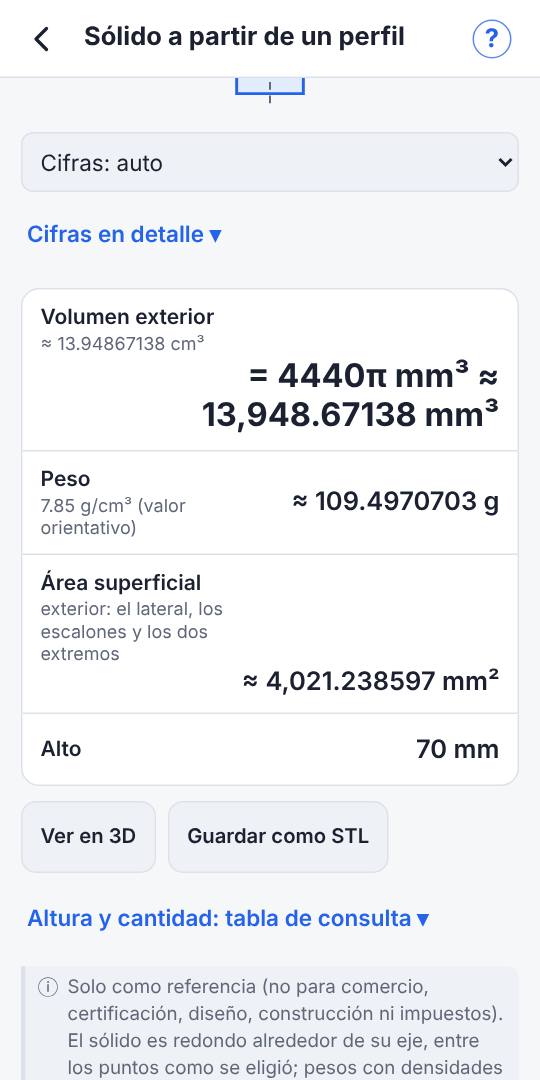 Sólido a partir de un perfil
?
Cifras: auto
Cifras en detalle ▼
Volumen exterior
≈ 13.94867138 cm³
= 4440π mm³ ≈
13,948.67138 mm³
Peso
7.85 g/cm³ (valor
orientativo)
≈ 109.4970703 g
Área superficial
exterior: el lateral, los
escalones y los dos
extremos
≈ 4,021.238597 mm²
Alto
70 mm
Ver en 3D
Guardar como STL
Altura y cantidad: tabla de consulta ▼
ⓘ Solo como referencia (no para comercio,
certificación, diseño, construcción ni impuestos).
El sólido es redondo alrededor de su eje, entre
los puntos como se eligió; pesos con densidades